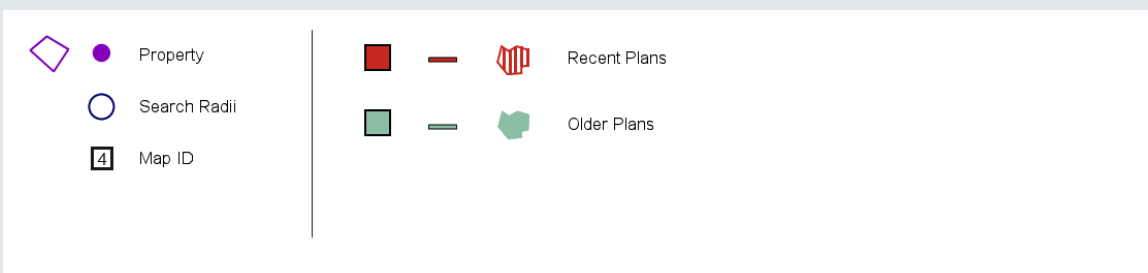 Property
Search Radii
4 Map ID
Recent Plans
Older Plans